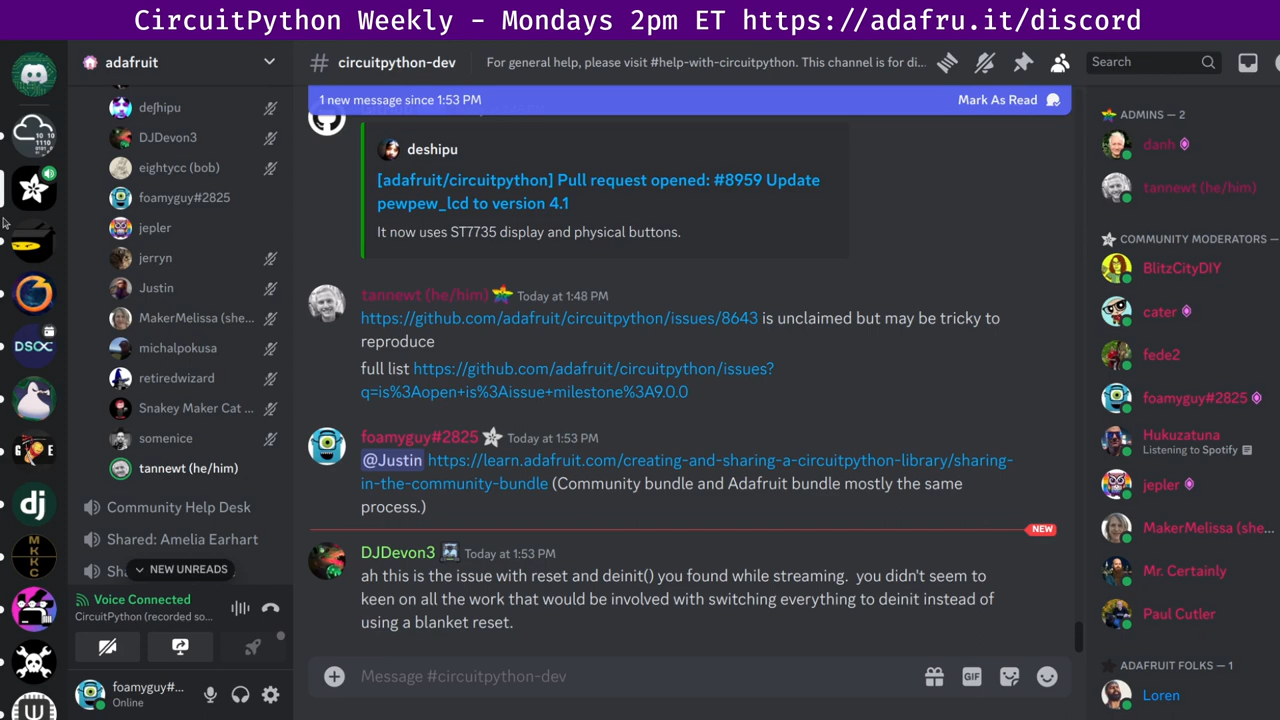 CircuitPython Weekly - Mondays 2pm ET https://adafru.it/discord
adafruit
deʃhipu
DJDevon3
eightycc (bob)
foamyguy#2825
jepler
jerryn
Justin
MakerMelissa (she...
michalpokusa
retiredwizard
Snakey Maker Cat ...
somenice
tannewt (he/him)
Community Help Desk
Shared: Amelia Earhart
NEW UNREADS
Voice Connected
CircuitPython (recorded so...
foamyguy#...
Online
circuitpython-dev
For general help, please visit #help-with-circuitpython. This channel is for di...
Search
1 new message since 1:53 PM
Mark As Read
deshipu
[adafruit/circuitpython] Pull request opened: #8959 Update
pewpew_lcd to version 4.1
It now uses ST7735 display and physical buttons.
tannewt (he/him) Today at 1:48 PM
https://github.com/adafruit/circuitpython/issues/8643 is unclaimed but may be tricky to
reproduce
full list https://github.com/adafruit/circuitpython/issues?
q=is%3Aopen+is%3Aissue+milestone%3A9.0.0
foamyguy#2825 Today at 1:53 PM
@Justin https://learn.adafruit.com/creating-and-sharing-a-circuitpython-library/sharing-
in-the-community-bundle (Community bundle and Adafruit bundle mostly the same
process.)
NEW
DJDevon3 Today at 1:53 PM
ah this is the issue with reset and deinit() you found while streaming. you didn't seem to
keen on all the work that would be involved with switching everything to deinit instead of
using a blanket reset.
Message #circuitpython-dev
GIF
ADMINS — 2
danh
tannewt (he/him)
COMMUNITY MODERATORS —
BlitzCityDIY
cater
fede2
foamyguy#2825
Hukuzatuna
Listening to Spotify
jepler
MakerMelissa (she...
Mr. Certainly
Paul Cutler
ADAFRUIT FOLKS — 1
Loren
DSOC
dj
MKKC